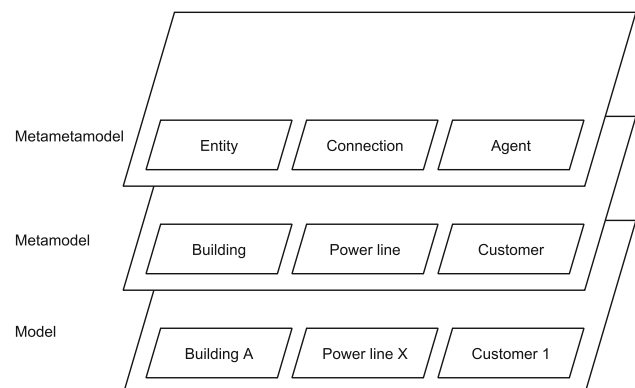 Metametamodel
Entity
Connection
Agent
Metamodel
Building
Power line
Customer
Model
Building A
Power line X
Customer 1